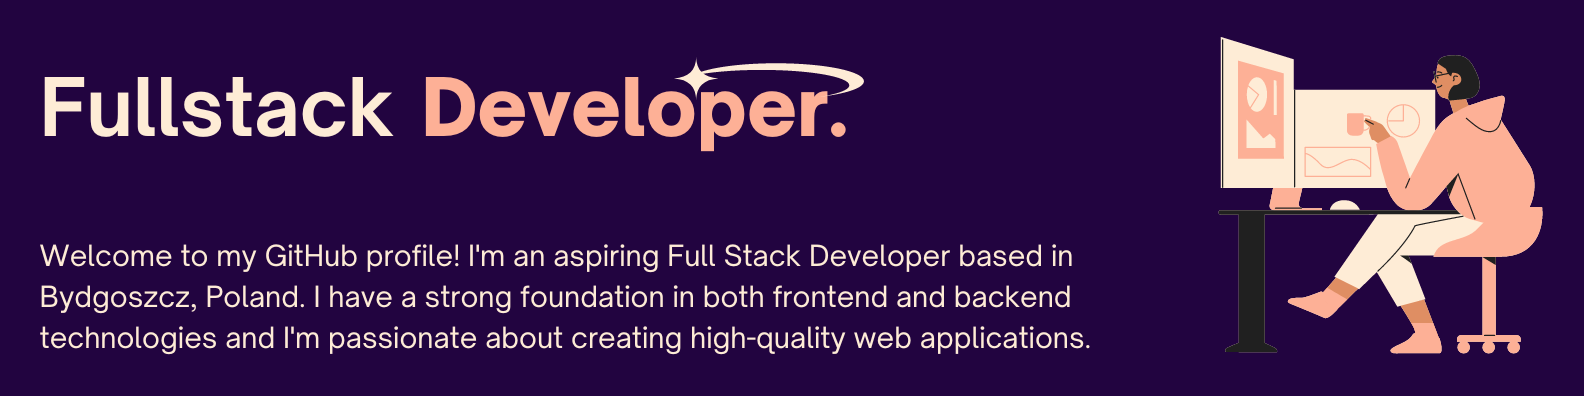 Fullstack Developer.
Welcome to my GitHub profile! I'm an aspiring Full Stack Developer based in
Bydgoszcz, Poland. I have a strong foundation in both frontend and backend
technologies and I'm passionate about creating high-quality web applications.